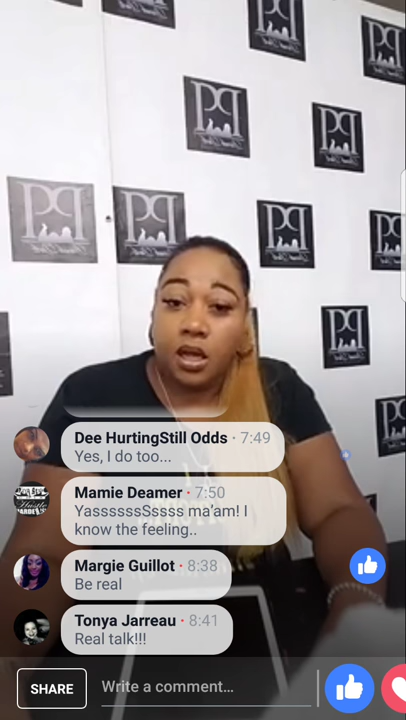 Dee HurtingStill Odds · 7:49
Yes, I do too...
Mamie Deamer · 7:50
YasssssssSssss ma'am! I
know the feeling..
Margie Guillot · 8:38
Be real
Tonya Jarreau · 8:41
Real talk!!!
SHARE
Write a comment...